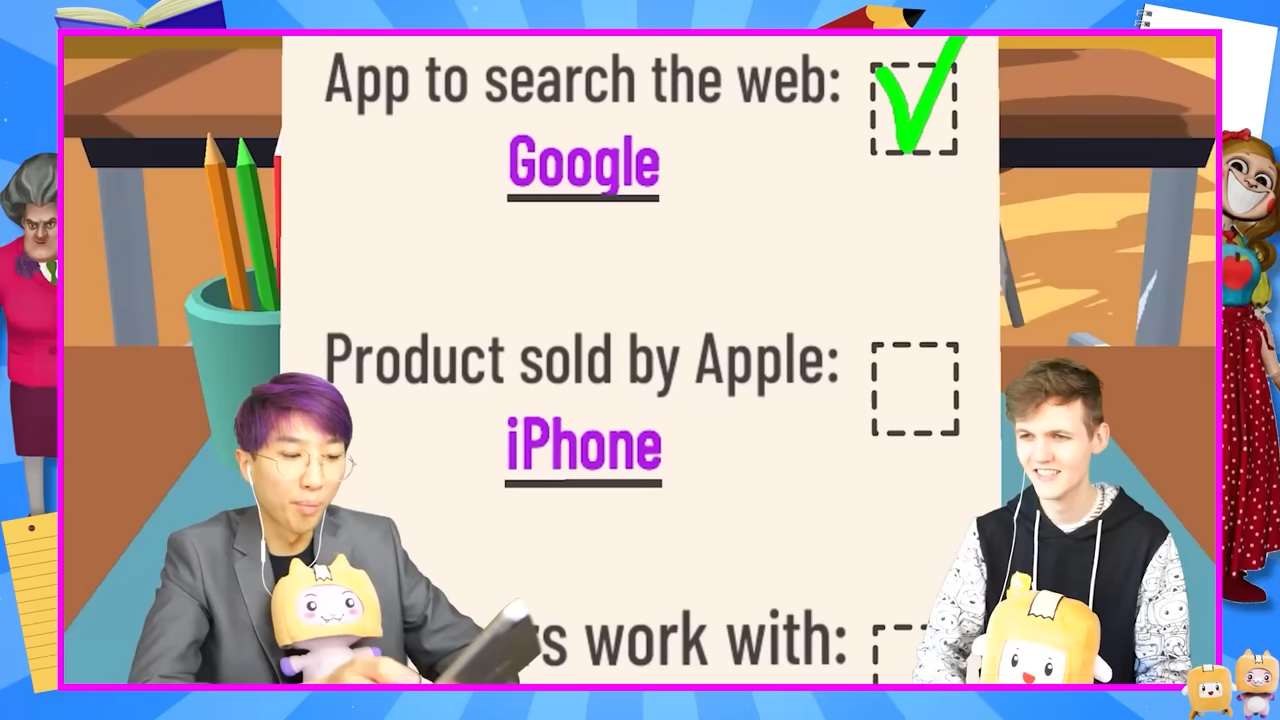 App to search the web:
Google
Product sold by Apple:
iPhone
work with: